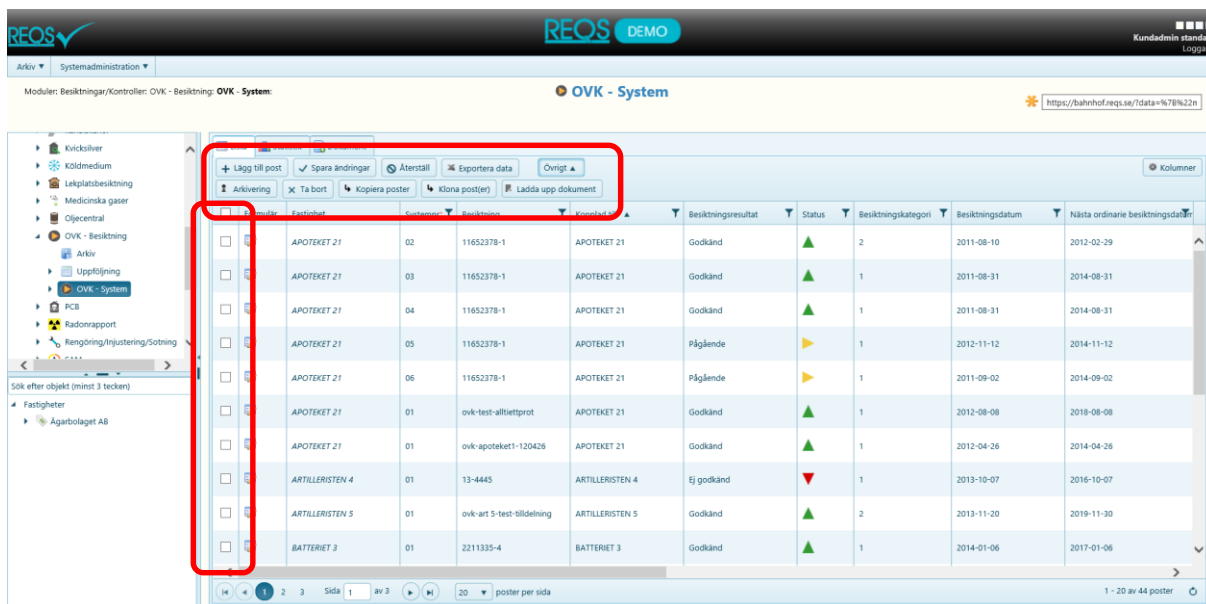 REQS
REQS DEMO
Kundadmin standa
Logga
Arkiv ▼ Systemadministration ▼
Moduler: Besiktningar/Kontroller: OVK - Besiktning: OVK - System:
OVK - System
https://bahnhof.reqs.se/?data=%7B%22n
Kvicksilver
Köldmedium
Lekplatsbesiktning
Medicinska gaser
Oljecentral
OVK - Besiktning
Arkiv
Uppföljning
OVK - System
PCB
Radonrapport
Rengöring/Injustering/Sotning
Sök efter objekt (minst 3 tecken)
Fastigheter
Ägarbolaget AB
+ Lägg till post Spara ändringar Återställ Exportera data Övrigt ▲
Kolumner
Arkivering Ta bort Kopiera poster Klona post(er) Ladda upp dokument
Formulär Fastighet Systemnr: Besiktning Kopplad till ▲ Besiktningsresultat Status Besiktningskategori Besiktningsdatum Nästa ordinarie besiktningsdatum
APOTEKET 21 02 11652378-1 APOTEKET 21 Godkänd 2 2011-08-10 2012-02-29
APOTEKET 21 03 11652378-1 APOTEKET 21 Godkänd 1 2011-08-31 2014-08-31
APOTEKET 21 04 11652378-1 APOTEKET 21 Godkänd 1 2011-08-31 2014-08-31
APOTEKET 21 05 11652378-1 APOTEKET 21 Pågående 1 2012-11-12 2014-11-12
APOTEKET 21 06 11652378-1 APOTEKET 21 Pågående 1 2011-09-02 2014-09-02
APOTEKET 21 01 ovk-test-alltiettprot APOTEKET 21 Godkänd 1 2012-08-08 2018-08-08
APOTEKET 21 01 ovk-apoteket1-120426 APOTEKET 21 Godkänd 1 2012-04-26 2014-04-26
ARTILLERISTEN 4 01 13-4445 ARTILLERISTEN 4 Ej godkänd 1 2013-10-07 2016-10-07
ARTILLERISTEN 5 01 ovk-art 5-test-tilldelning ARTILLERISTEN 5 Godkänd 2 2013-11-20 2019-11-30
BATTERIET 3 01 2211335-4 BATTERIET 3 Godkänd 1 2014-01-06 2017-01-06
1 2 3 Sida 1 av 3 20 ▼ poster per sida 1 - 20 av 44 poster